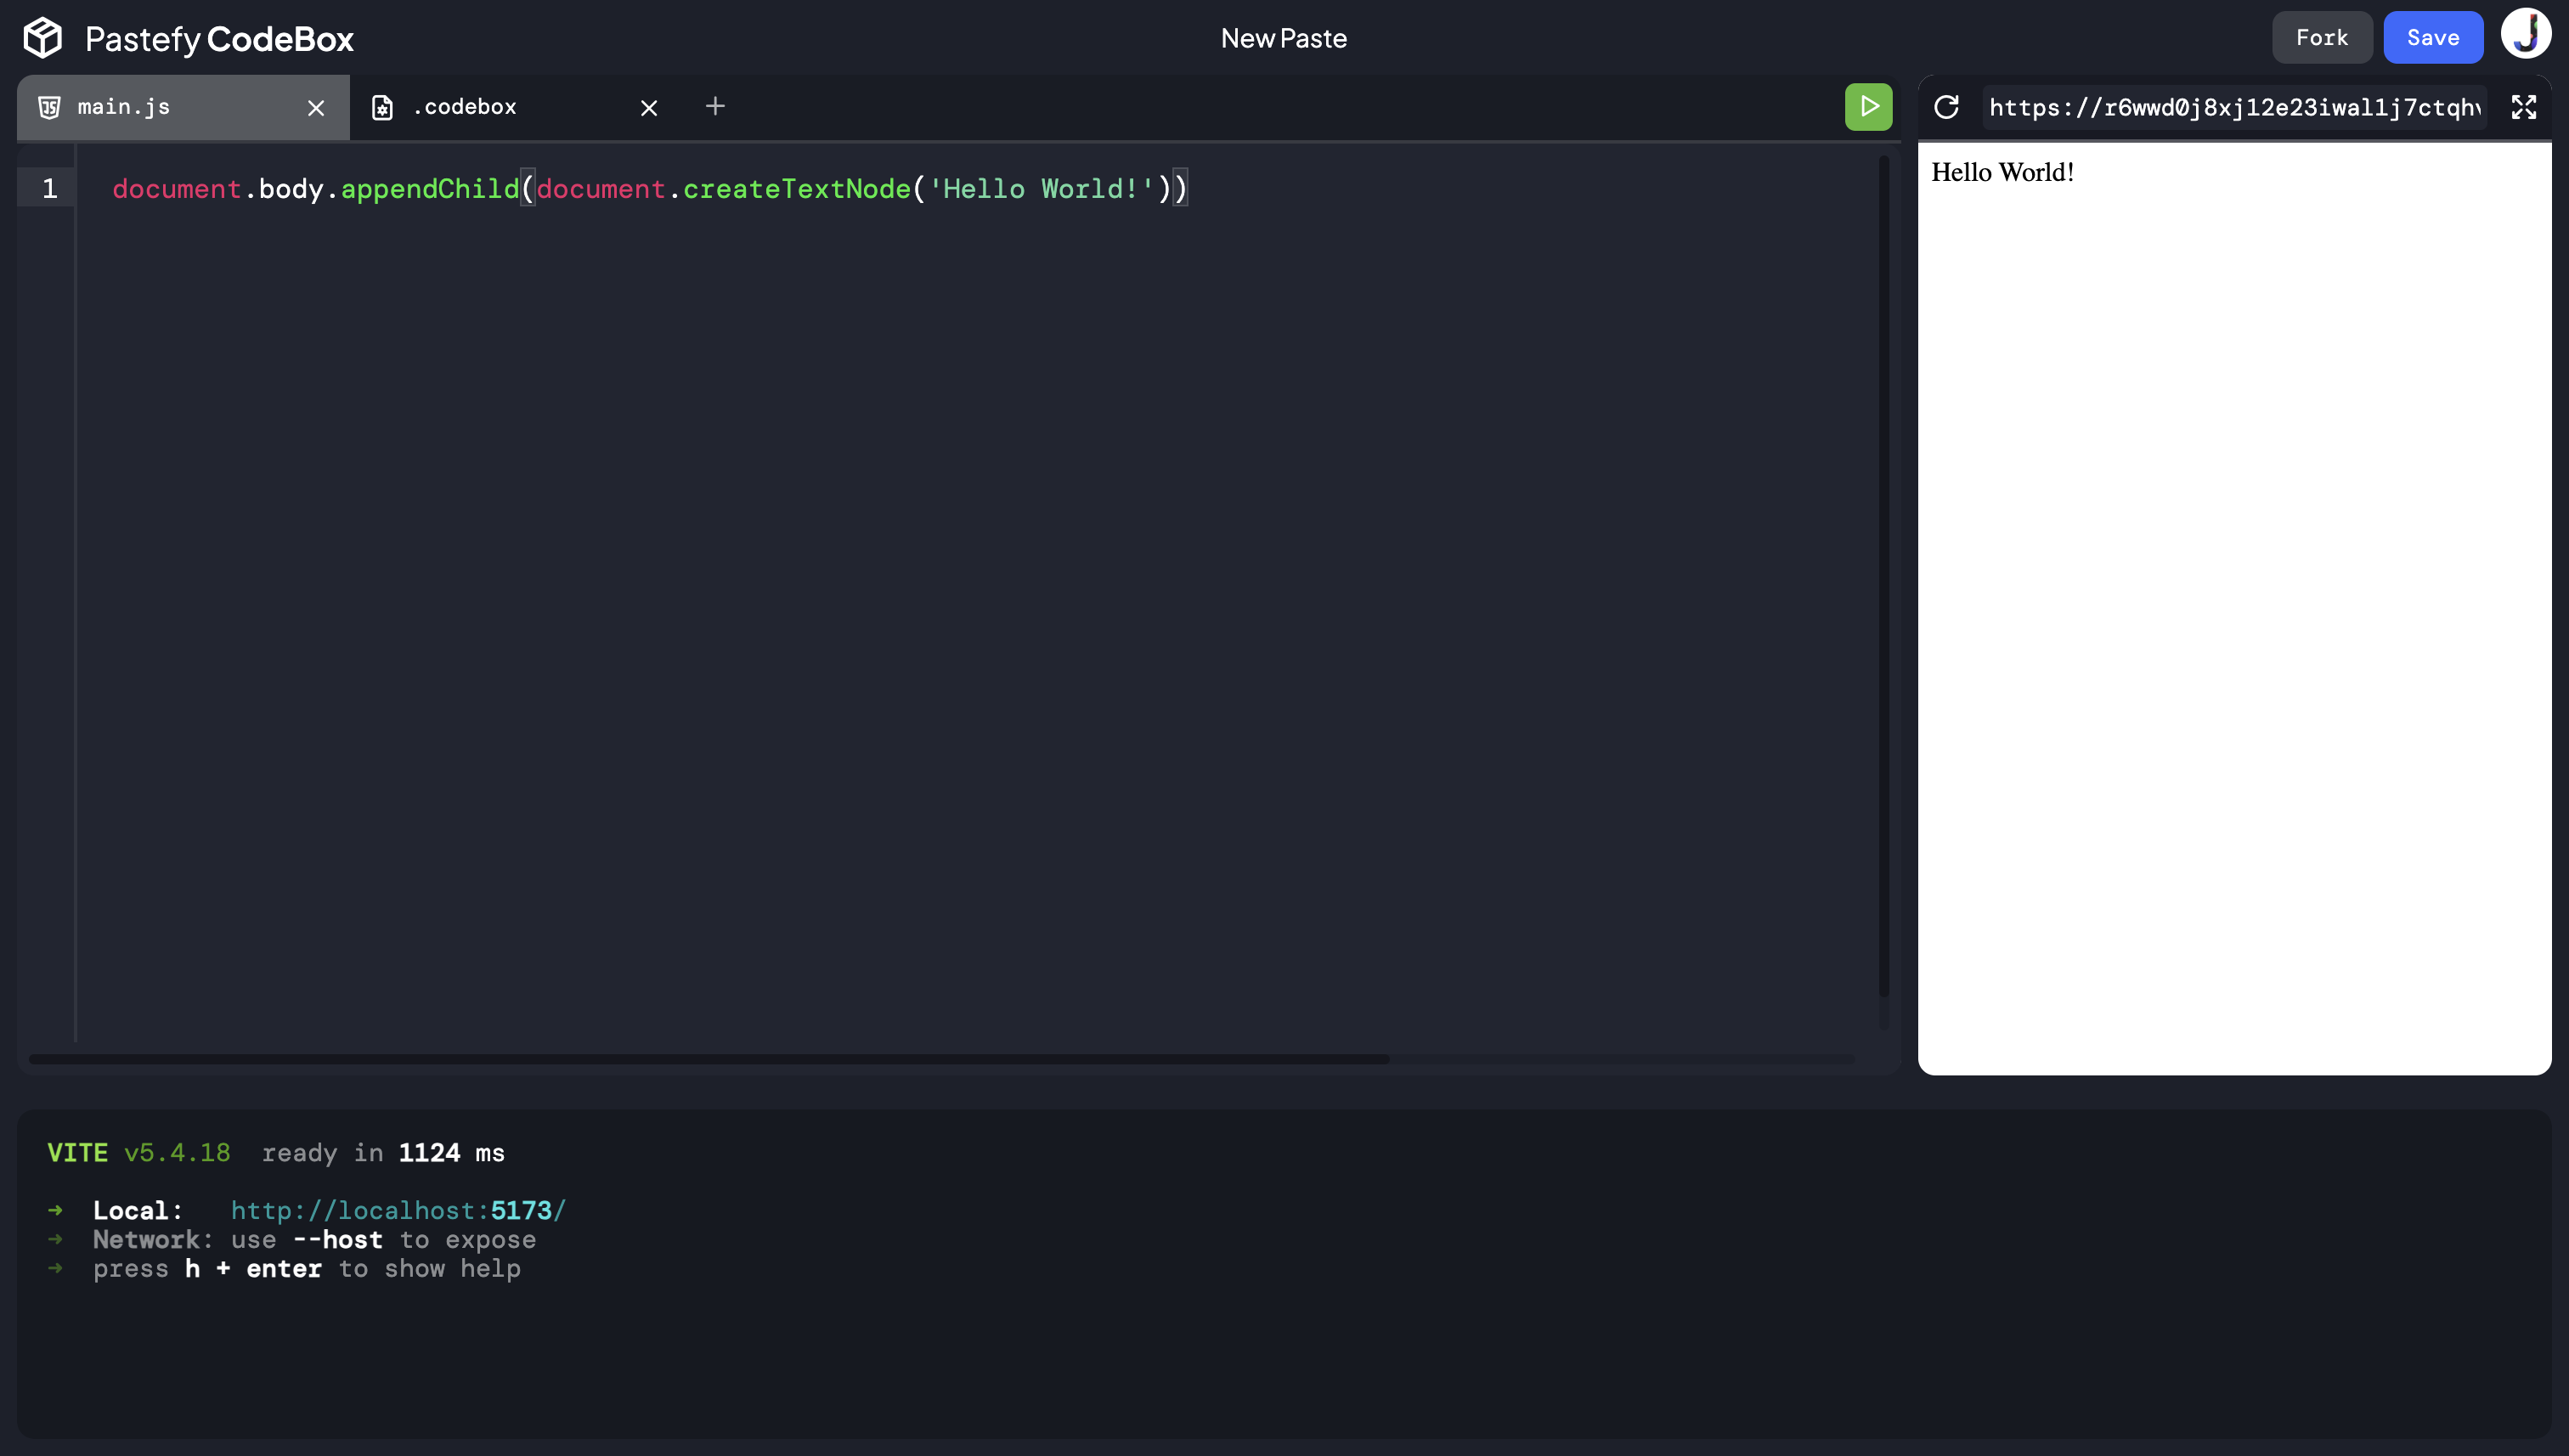 Pastefy CodeBox
New Paste
Fork
Save
main.js
.codebox
1
document.body.appendChild(document.createTextNode('Hello World!'))
https://r6wwd0j8xj12e23iwal1j7ctqh
Hello World!
VITE v5.4.18 ready in 1124 ms
➜ Local: http://localhost:5173/
➜ Network: use --host to expose
➜ press h + enter to show help